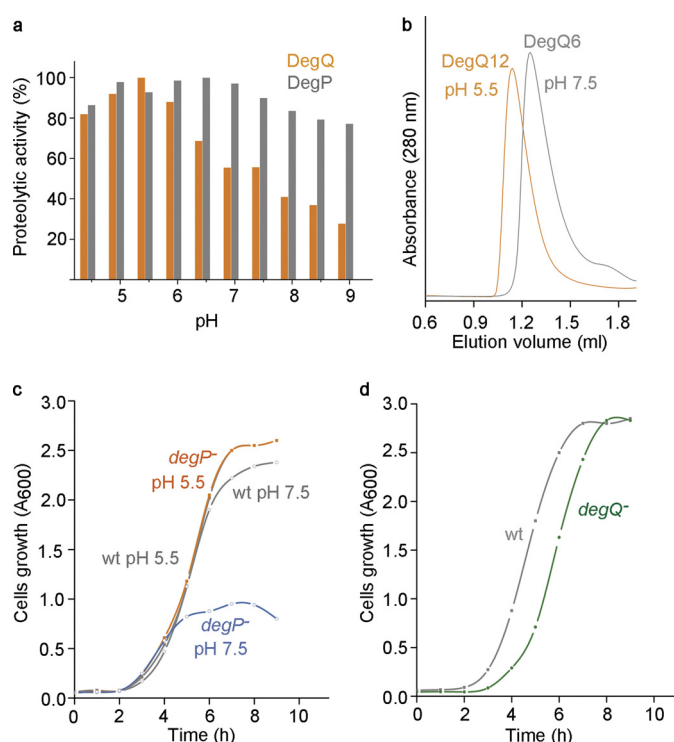 a
DegQ
DegP
Proteolytic activity (%)
100
80
60
40
20
5 6 7 8 9
pH
b
DegQ6
DegQ12
pH 5.5 pH 7.5
Absorbance (280 nm)
0.6 0.9 1.2 1.5 1.8
Elution volume (ml)
c
Cells growth (A600)
3.0
2.5
2.0
1.5
1.0
0.5
0.0
degP-
pH 5.5
wt pH 7.5
wt pH 5.5
degP-
pH 7.5
0 2 4 6 8 10
Time (h)
d
Cells growth (A600)
3.0
2.5
2.0
1.5
1.0
0.5
0.0
wt
degQ-
0 2 4 6 8 10
Time (h)